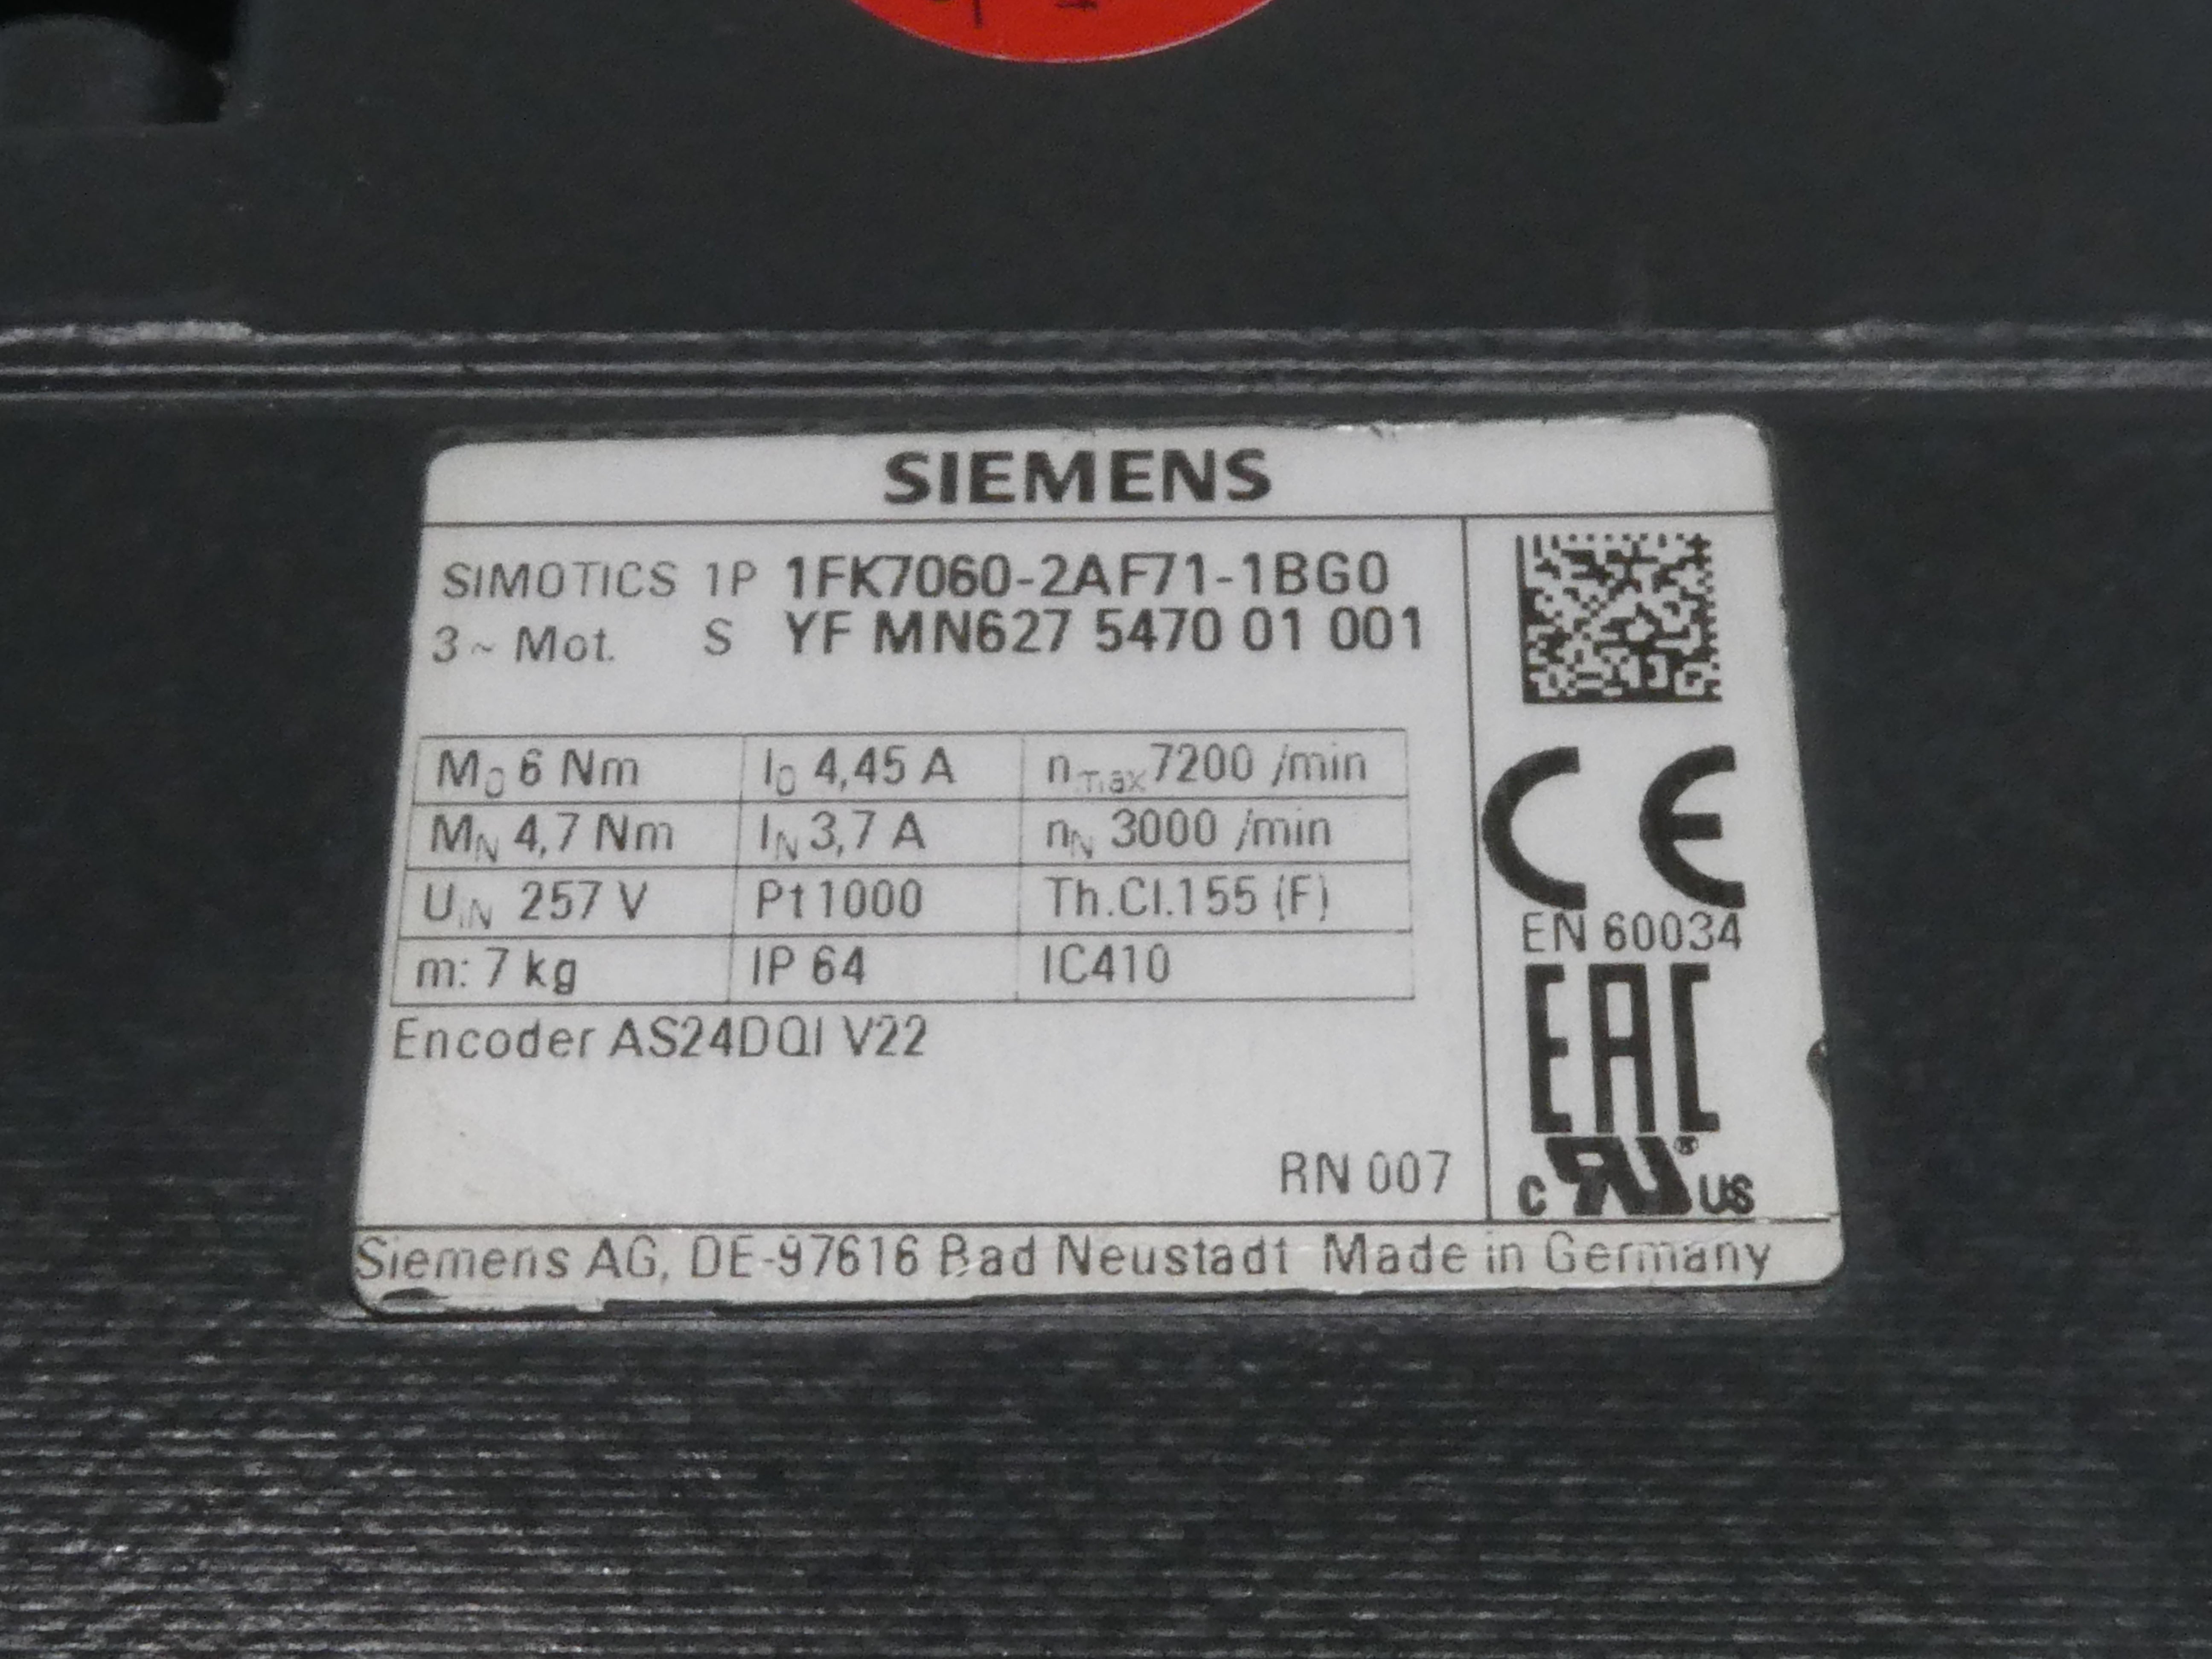 SIEMENS
SIMOTICS 1P 1FK7060-2AF71-1BG0
3~ Mot. S YF MN627 5470 01 001
M0 6 Nm I0 4,45 A nmax 7200 /min
MN 4,7 Nm IN 3,7 A nN 3000 /min
UIN 257 V Pt1000 Th.Cl.155 (F)
m: 7 kg IP 64 IC410
Encoder AS24DQI V22
RN 007
CE
EN 60034
EAC
c RU® US
Siemens AG, DE-97616 Bad Neustadt Made in Germany